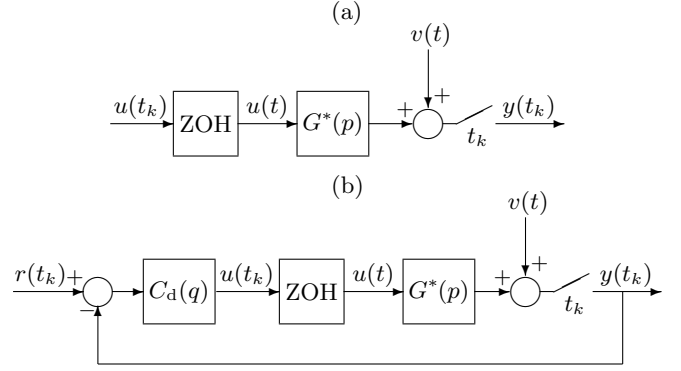 (a)
v(t)
u(t_k) ZOH u(t) G*(p) + + t_k y(t_k)
(b)
v(t)
r(t_k) + − C_d(q) u(t_k) ZOH u(t) G*(p) + + t_k y(t_k)